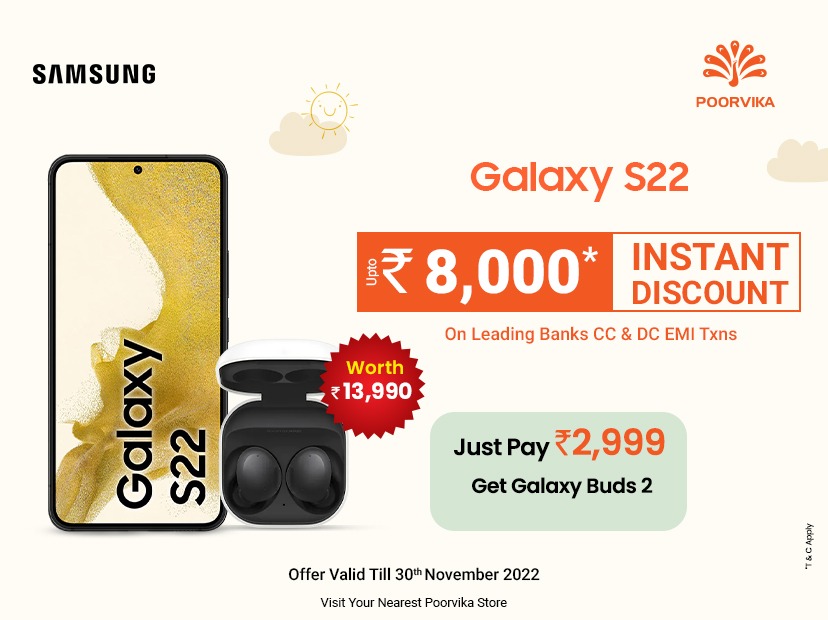 SAMSUNG
POORVIKA
Galaxy S22
Upto ₹ 8,000*
INSTANT
DISCOUNT
On Leading Banks CC & DC EMI Txns
Galaxy
S22
Worth
₹13,990
Just Pay ₹2,999
Get Galaxy Buds 2
*T & C Apply
Offer Valid Till 30th November 2022
Visit Your Nearest Poorvika Store